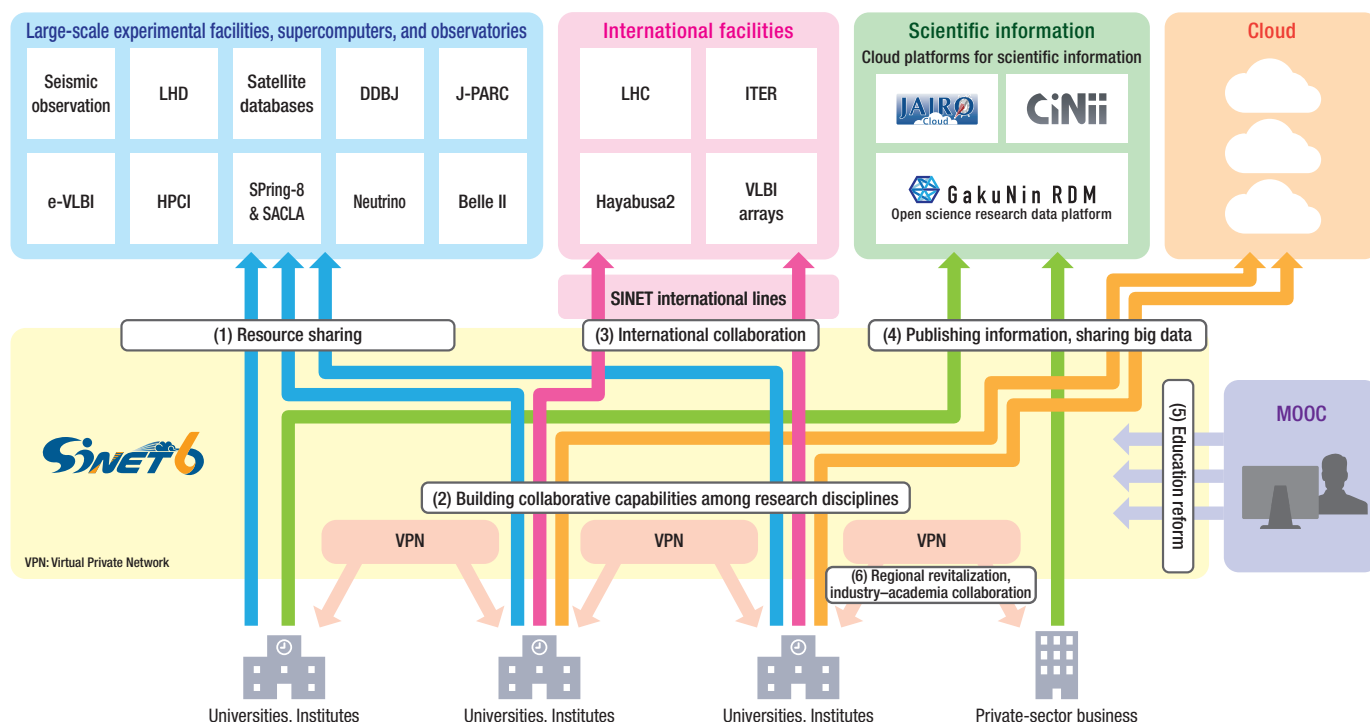 Large-scale experimental facilities, supercomputers, and observatories
Seismic
observation
LHD
Satellite
databases
DDBJ
J-PARC
e-VLBI
HPCI
SPring-8
& SACLA
Neutrino
Belle II
International facilities
LHC
ITER
Hayabusa2
VLBI
arrays
Scientific information
Cloud platforms for scientific information
JAIRO
Cloud
CiNii
GakuNin RDM
Open science research data platform
Cloud
SINET international lines
(1) Resource sharing
(3) International collaboration
(4) Publishing information, sharing big data
(5) Education reform
MOOC
SINET6
(2) Building collaborative capabilities among research disciplines
VPN
VPN
VPN
VPN: Virtual Private Network
(6) Regional revitalization,
industry–academia collaboration
Universities, Institutes
Universities, Institutes
Universities, Institutes
Private-sector business